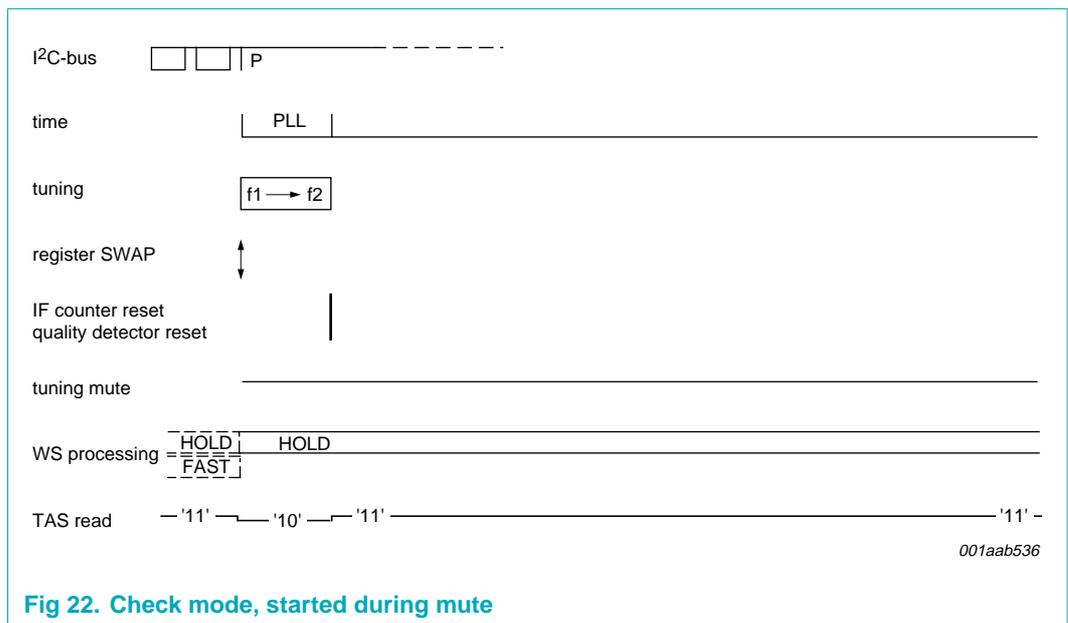 I²C-bus P
time PLL
tuning f1 → f2
register SWAP
IF counter reset
quality detector reset
tuning mute
WS processing HOLD HOLD
FAST
TAS read '11' '10' '11' '11'
001aab536
Fig 22. Check mode, started during mute